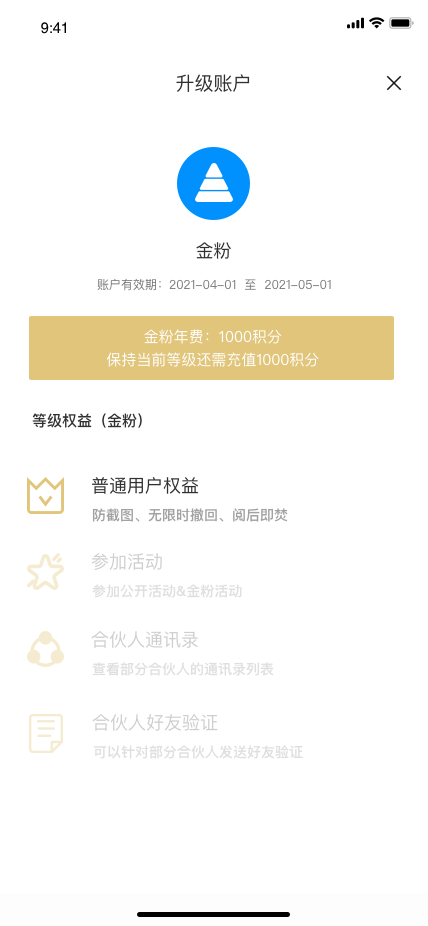 9:41
升级账户
金粉
账户有效期：2021-04-01 至 2021-05-01
金粉年费：1000积分
保持当前等级还需充值1000积分
等级权益（金粉）
普通用户权益
防截图、无限时撤回、阅后即焚
参加活动
参加公开活动&金粉活动
合伙人通讯录
查看部分合伙人的通讯录列表
合伙人好友验证
可以针对部分合伙人发送好友验证